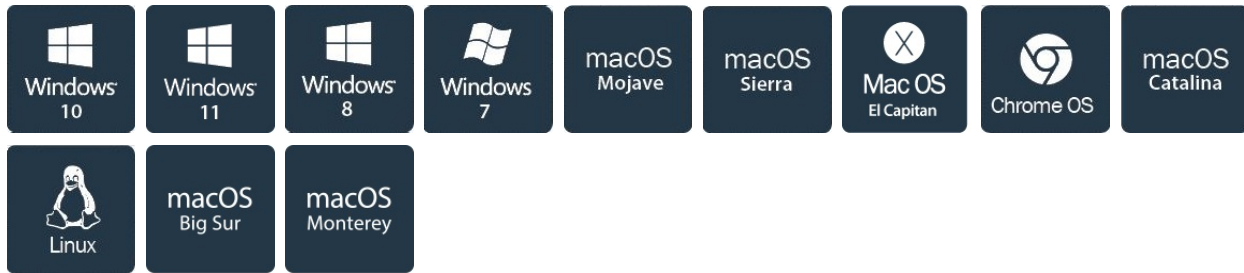 Windows
10
Windows
11
Windows
8
Windows
7
macOS
Mojave
macOS
Sierra
X
Mac OS
El Capitan
Chrome OS
macOS
Catalina
Linux
macOS
Big Sur
macOS
Monterey